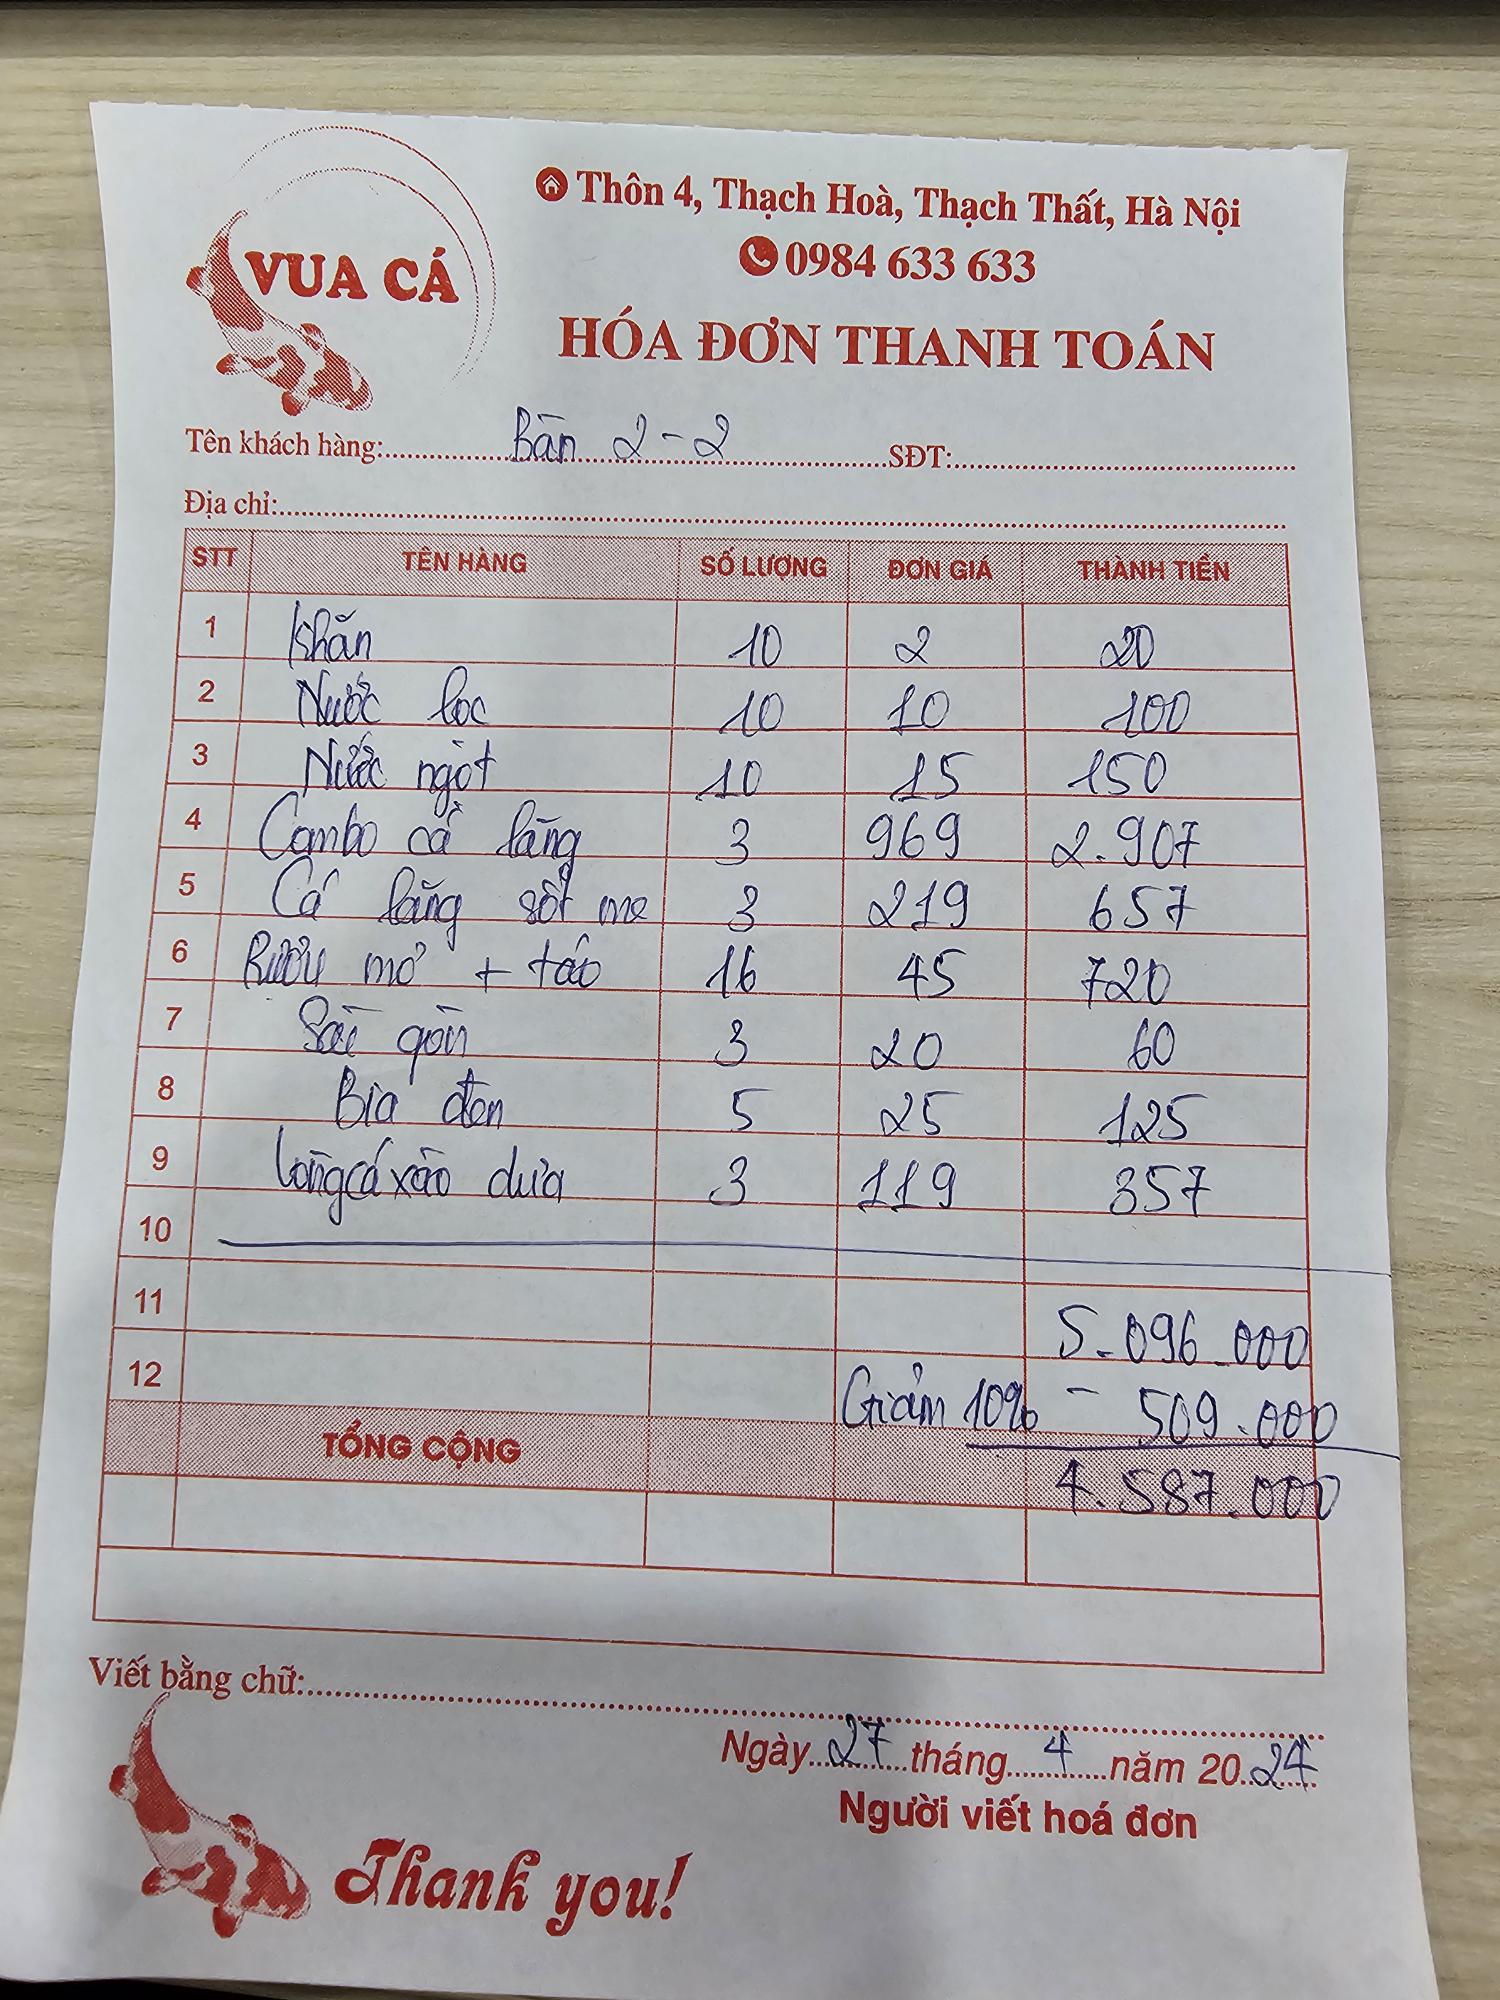 VUA CÁ
Thôn 4, Thạch Hoà, Thạch Thất, Hà Nội
0984 633 633
HÓA ĐƠN THANH TOÁN
Tên khách hàng: Bàn 2-2 SĐT:
Địa chỉ:
STT TÊN HÀNG SỐ LƯỢNG ĐƠN GIÁ THÀNH TIỀN
1 Khăn 10 2 20
2 Nước lọc 10 10 100
3 Nước ngọt 10 15 150
4 Combo cá lăng 3 969 2.907
5 Cá lăng sốt me 3 219 657
6 Rượu mơ + táo 16 45 720
7 Sài gòn 3 20 60
8 Bia đen 5 25 125
9 Lòng cá xào dưa 3 119 357
10
11 5.096.000
12 Giảm 10% - 509.000
TỔNG CỘNG 4.587.000
Viết bằng chữ:
Ngày 27 tháng 4 năm 2024
Người viết hoá đơn
Thank you!